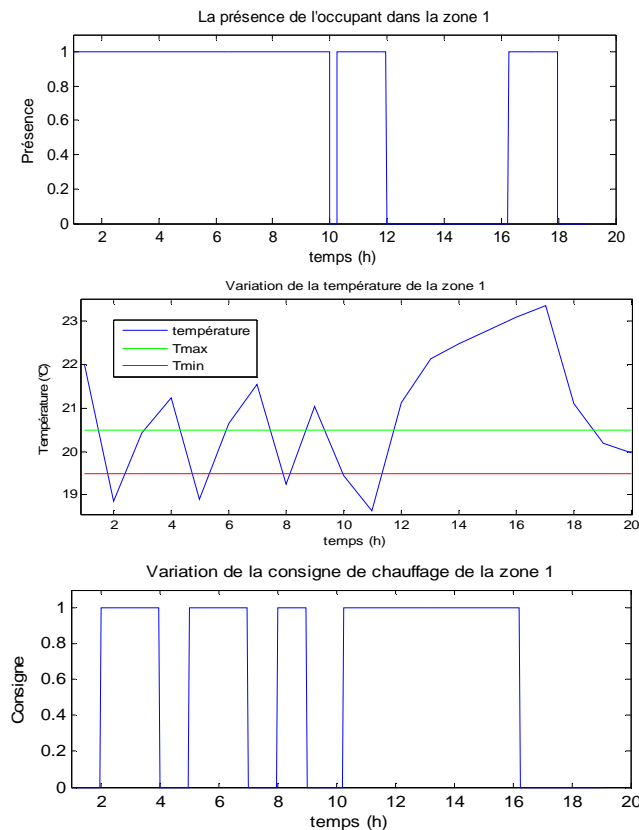 La présence de l'occupant dans la zone 1
1
0.8
0.6
0.4
0.2
0
Présence
2 4 6 8 10 12 14 16 18 20
temps (h)
Variation de la température de la zone 1
23
22
21
20
19
Température (°C)
température
Tmax
Tmin
2 4 6 8 10 12 14 16 18 20
temps (h)
Variation de la consigne de chauffage de la zone 1
1
0.8
0.6
0.4
0.2
0
Consigne
2 4 6 8 10 12 14 16 18 20
temps (h)